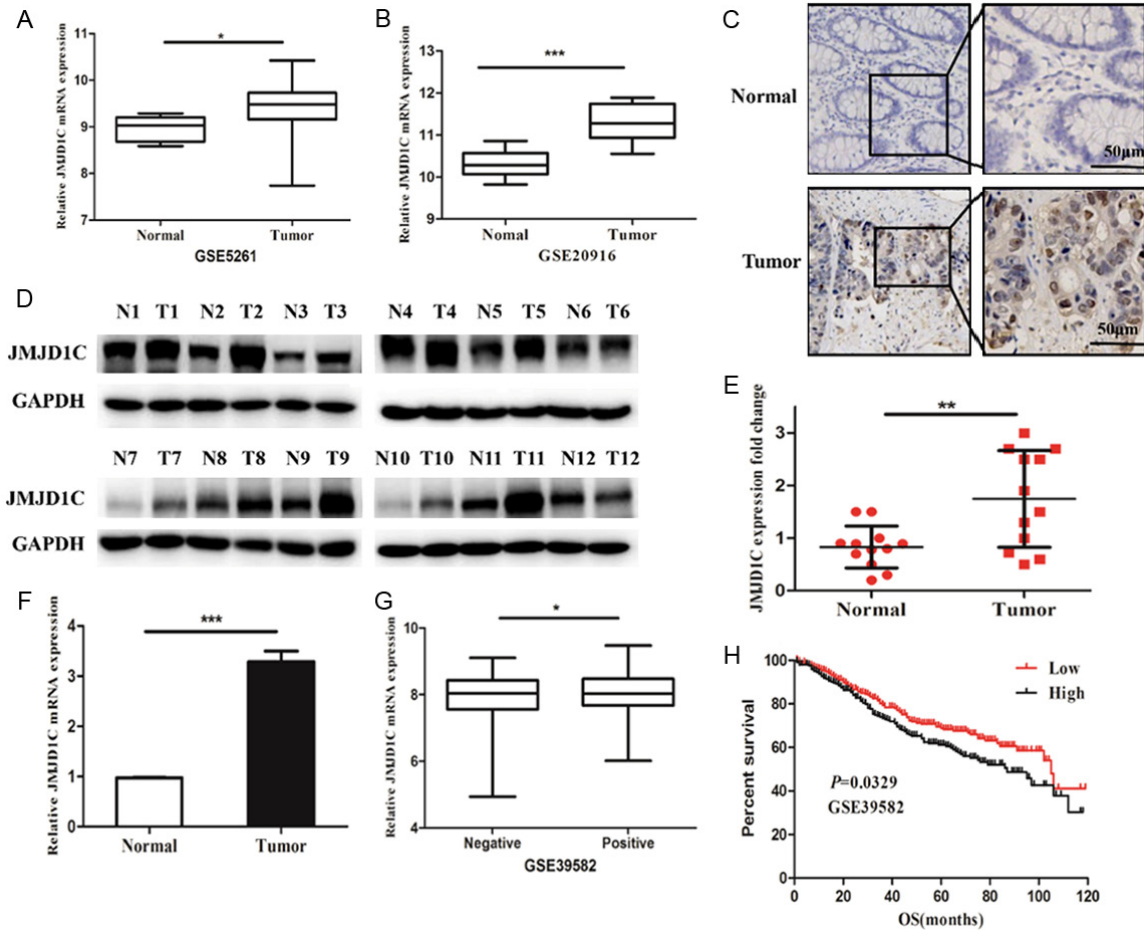 A
Relative JMJD1C mRNA expression
11
10
9
8
7
*
Normal
Tumor
GSE5261
B
Relative JMJD1C mRNA expression
13
12
11
10
9
***
Nomal
Tumor
GSE20916
C
Normal
50μm
Tumor
50μm
D
N1 T1 N2 T2 N3 T3
N4 T4 N5 T5 N6 T6
JMJD1C
GAPDH
N7 T7 N8 T8 N9 T9
N10 T10 N11 T11 N12 T12
JMJD1C
GAPDH
E
JMJD1C expression fold change
4
3
2
1
0
**
Normal
Tumor
F
Relative JMJD1C mRNA expression
4
3
2
1
0
***
Normal
Tumor
G
Relative JMJD1C mRNA expression
10
8
6
4
*
Negative
Positive
GSE39582
H
Percent survival
100
80
60
40
20
0
Low
High
P=0.0329
GSE39582
0 20 40 60 80 100 120
OS(months)